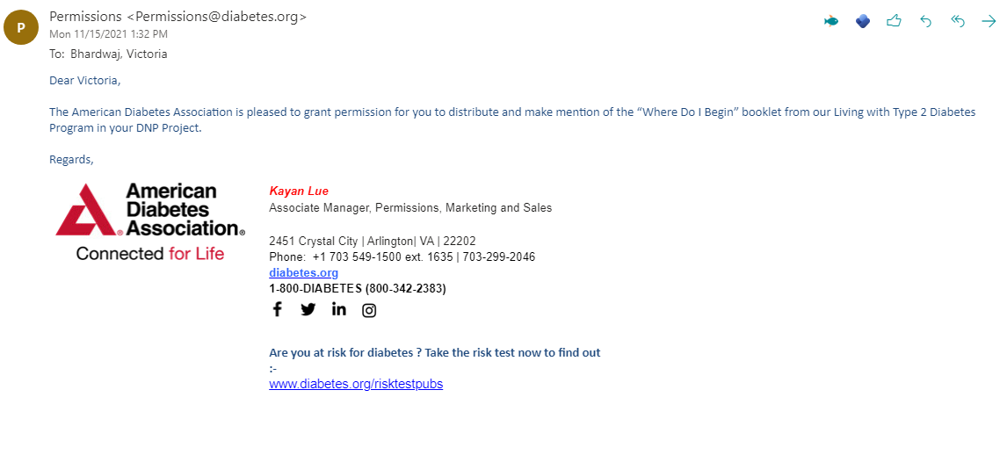 P
Permissions <Permissions@diabetes.org>
Mon 11/15/2021 1:32 PM
To: Bhardwaj, Victoria
Dear Victoria,
The American Diabetes Association is pleased to grant permission for you to distribute and make mention of the “Where Do I Begin” booklet from our Living with Type 2 Diabetes
Program in your DNP Project.
Regards,
American
Diabetes
Association®
Connected for Life
Kayan Lue
Associate Manager, Permissions, Marketing and Sales
2451 Crystal City | Arlington| VA | 22202
Phone: +1 703 549-1500 ext. 1635 | 703-299-2046
diabetes.org
1-800-DIABETES (800-342-2383)
Are you at risk for diabetes ? Take the risk test now to find out
:-
www.diabetes.org/risktestpubs